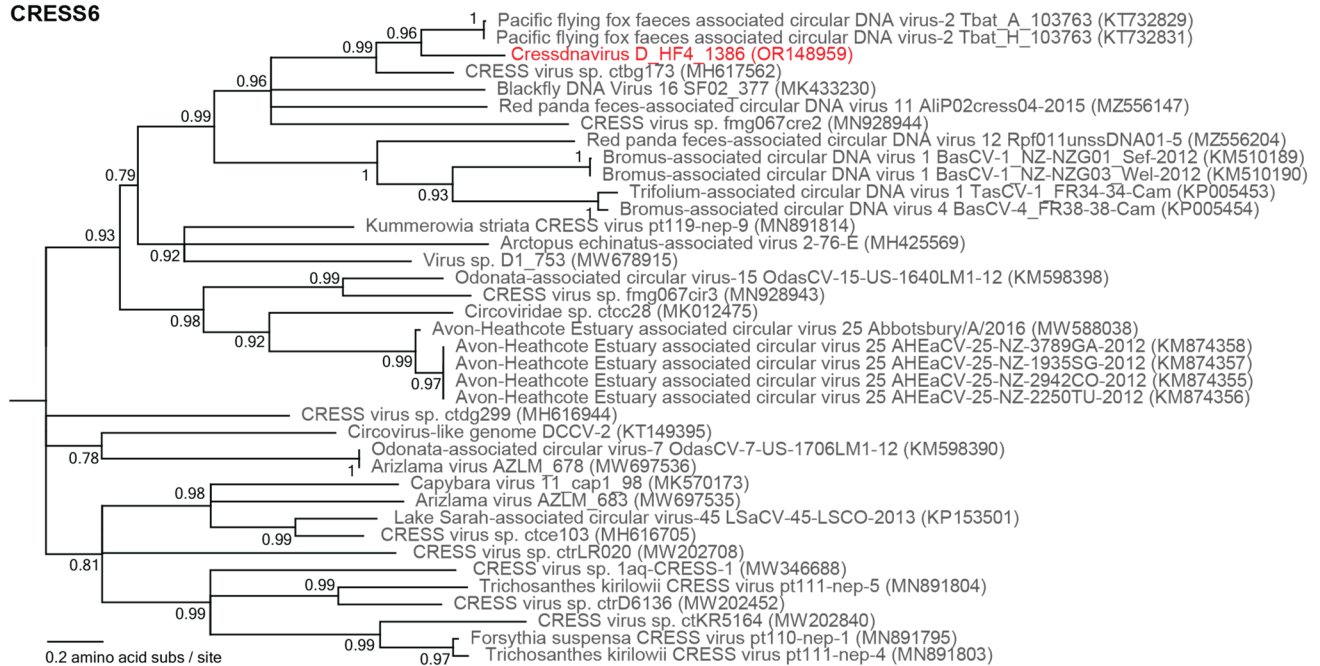 CRESS6
1
Pacific flying fox faeces associated circular DNA virus-2 Tbat_A_103763 (KT732829)
0.96
Pacific flying fox faeces associated circular DNA virus-2 Tbat_H_103763 (KT732831)
0.99
Cressdnavirus D_HF4_1386 (OR148959)
CRESS virus sp. ctbg173 (MH617562)
0.96
Blackfly DNA Virus 16 SF02_377 (MK433230)
Red panda feces-associated circular DNA virus 11 AliP02cress04-2015 (MZ556147)
0.99
CRESS virus sp. fmg067cre2 (MN928944)
Red panda feces-associated circular DNA virus 12 Rpf011unssDNA01-5 (MZ556204)
1
Bromus-associated circular DNA virus 1 BasCV-1_NZ-NZG01_Sef-2012 (KM510189)
0.79
1
Bromus-associated circular DNA virus 1 BasCV-1_NZ-NZG03_Wel-2012 (KM510190)
0.93
Trifolium-associated circular DNA virus 1 TasCV-1_FR34-34-Cam (KP005453)
1
Bromus-associated circular DNA virus 4 BasCV-4_FR38-38-Cam (KP005454)
Kummerowia striata CRESS virus pt119-nep-9 (MN891814)
0.93
Arctopus echinatus-associated virus 2-76-E (MH425569)
0.92
Virus sp. D1_753 (MW678915)
0.99
Odonata-associated circular virus-15 OdasCV-15-US-1640LM1-12 (KM598398)
CRESS virus sp. fmg067cir3 (MN928943)
0.98
Circoviridae sp. ctcc28 (MK012475)
Avon-Heathcote Estuary associated circular virus 25 Abbotsbury/A/2016 (MW588038)
0.92
Avon-Heathcote Estuary associated circular virus 25 AHEaCV-25-NZ-3789GA-2012 (KM874358)
0.99
Avon-Heathcote Estuary associated circular virus 25 AHEaCV-25-NZ-1935SG-2012 (KM874357)
0.97
Avon-Heathcote Estuary associated circular virus 25 AHEaCV-25-NZ-2942CO-2012 (KM874355)
Avon-Heathcote Estuary associated circular virus 25 AHEaCV-25-NZ-2250TU-2012 (KM874356)
CRESS virus sp. ctdg299 (MH616944)
Circovirus-like genome DCCV-2 (KT149395)
0.78
Odonata-associated circular virus-7 OdasCV-7-US-1706LM1-12 (KM598390)
1
Arizlama virus AZLM_678 (MW697536)
Capybara virus 11_cap1_98 (MK570173)
0.98
Arizlama virus AZLM_683 (MW697535)
Lake Sarah-associated circular virus-45 LSaCV-45-LSCO-2013 (KP153501)
0.99
CRESS virus sp. ctce103 (MH616705)
0.81
CRESS virus sp. ctrLR020 (MW202708)
CRESS virus sp. 1aq-CRESS-1 (MW346688)
0.99
Trichosanthes kirilowii CRESS virus pt111-nep-5 (MN891804)
0.99
CRESS virus sp. ctrD6136 (MW202452)
CRESS virus sp. ctKR5164 (MW202840)
0.99
Forsythia suspensa CRESS virus pt110-nep-1 (MN891795)
0.97
Trichosanthes kirilowii CRESS virus pt111-nep-4 (MN891803)
0.2 amino acid subs / site